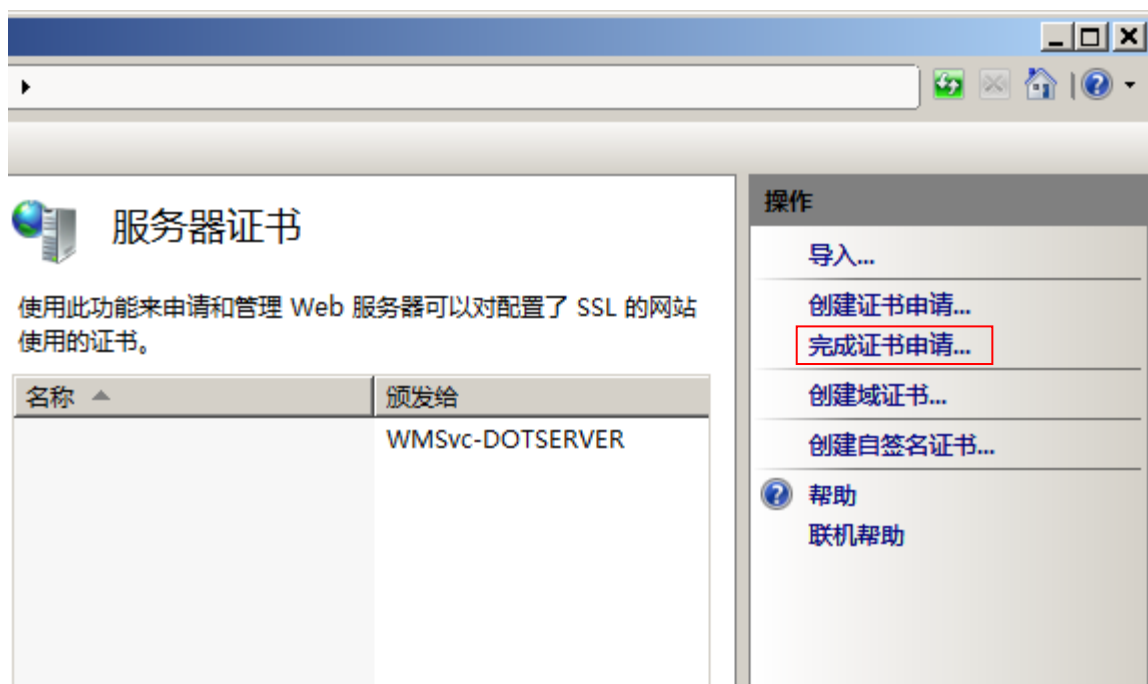 服务器证书
使用此功能来申请和管理 Web 服务器可以对配置了 SSL 的网站
使用的证书。
名称 颁发给
WMSvc-DOTSERVER
操作
导入...
创建证书申请...
完成证书申请...
创建域证书...
创建自签名证书...
帮助
联机帮助